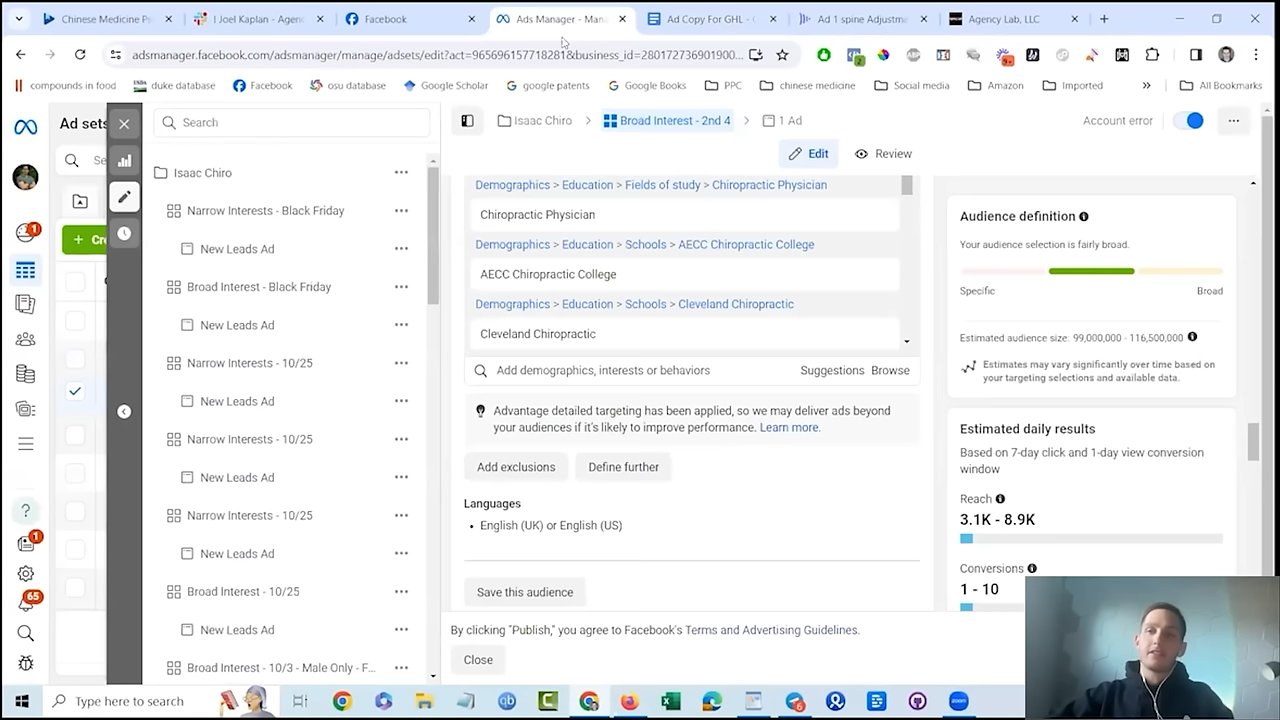 Chinese Medicine Ps
I Joel Kaplan - Agen
Facebook
Ads Manager - Mana
Ad Copy For GHL - C
Ad 1 spine Adjustme
Agency Lab, LLC
adsmanager.facebook.com/adsmanager/manage/adsets/edit?act=965696157718281&business_id=280172736901900...
compounds in food
duke database
Facebook
osu database
Google Scholar
google patents
Google Books
PPC
chinese medicine
Social media
Amazon
Imported
All Bookmarks
Ad sets
Search
Isaac Chiro
Broad Interest - 2nd 4
1 Ad
Account error
Edit
Review
Se
Cre
Isaac Chiro
Narrow Interests - Black Friday
New Leads Ad
Broad Interest - Black Friday
New Leads Ad
Narrow Interests - 10/25
New Leads Ad
Narrow Interests - 10/25
New Leads Ad
Narrow Interests - 10/25
New Leads Ad
Broad Interest - 10/25
New Leads Ad
Broad Interest - 10/3 - Male Only - F...
Demographics > Education > Fields of study > Chiropractic Physician
Chiropractic Physician
Demographics > Education > Schools > AECC Chiropractic College
AECC Chiropractic College
Demographics > Education > Schools > Cleveland Chiropractic
Cleveland Chiropractic
Add demographics, interests or behaviors
Suggestions
Browse
Advantage detailed targeting has been applied, so we may deliver ads beyond
your audiences if it's likely to improve performance. Learn more.
Add exclusions
Define further
Languages
• English (UK) or English (US)
Save this audience
By clicking "Publish," you agree to Facebook's Terms and Advertising Guidelines.
Close
Audience definition
Your audience selection is fairly broad.
Specific
Broad
Estimated audience size: 99,000,000 - 116,500,000
Estimates may vary significantly over time based on
your targeting selections and available data.
Estimated daily results
Based on 7-day click and 1-day view conversion
window
Reach
3.1K - 8.9K
Conversions
1 - 10
1
1
65
Type here to search